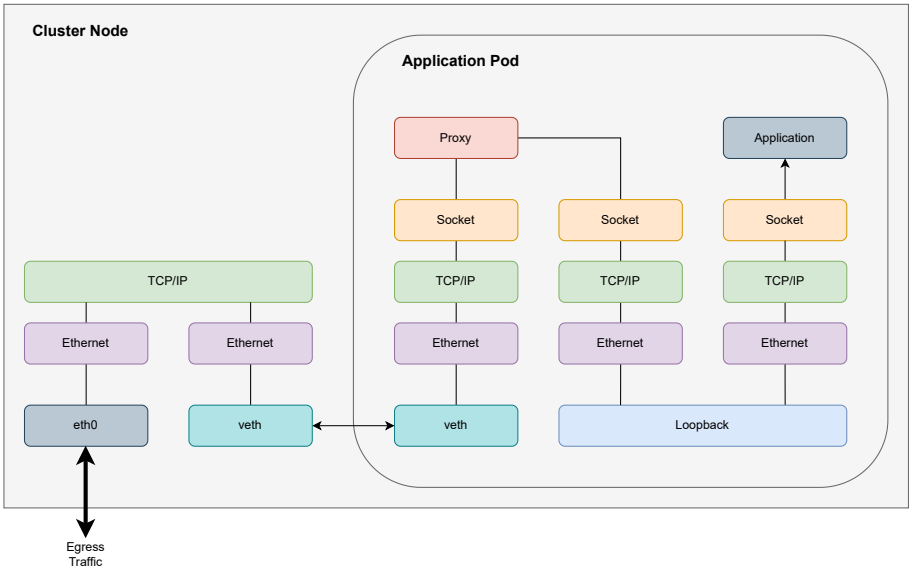 Cluster Node
Application Pod
Proxy
Application
Socket
Socket
Socket
TCP/IP
TCP/IP
TCP/IP
TCP/IP
Ethernet
Ethernet
Ethernet
Ethernet
Ethernet
eth0
veth
veth
Loopback
Egress
Traffic